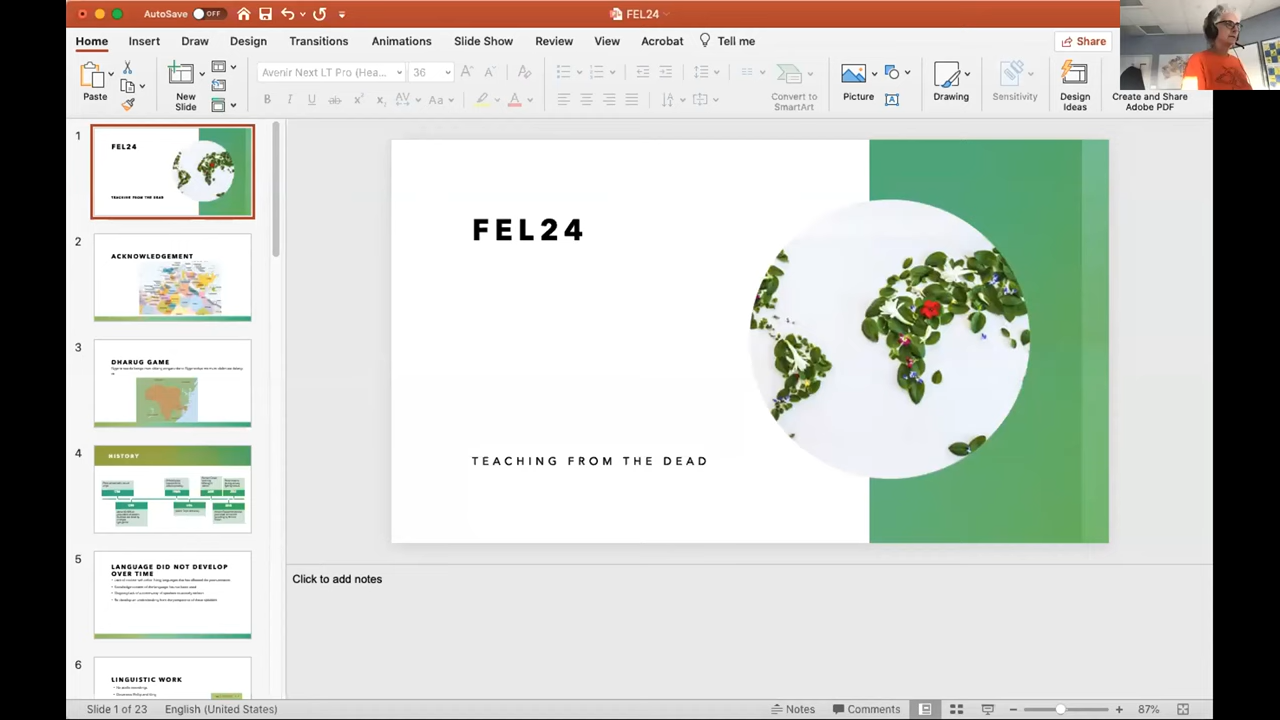 AutoSave OFF
FEL24
Home Insert Draw Design Transitions Animations Slide Show Review View Acrobat Tell me
Share
Avenir Next LT Pro (Hea... 36
Paste
New
Slide
Convert to
SmartArt
Picture
Drawing
Sensitivity
Design
Ideas
Create and Share
Adobe PDF
1
FEL24
TEACHING FROM THE DEAD
2
ACKNOWLEDGEMENT
3
DHARUG GAME
4
HISTORY
5
LANGUAGE DID NOT DEVELOP
OVER TIME
6
LINGUISTIC WORK
FEL24
TEACHING FROM THE DEAD
Click to add notes
Slide 1 of 23 English (United States)
Notes Comments 87%